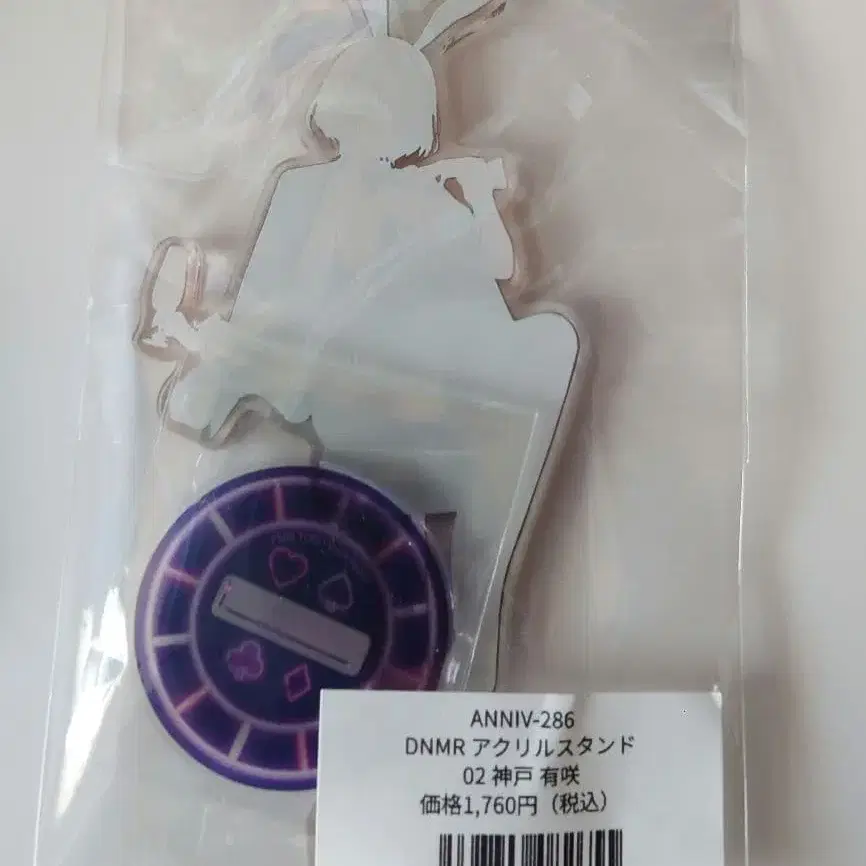 ANNIV-286
DNMR アクリルスタンド
02 神戸 有咲
価格1,760円（税込）